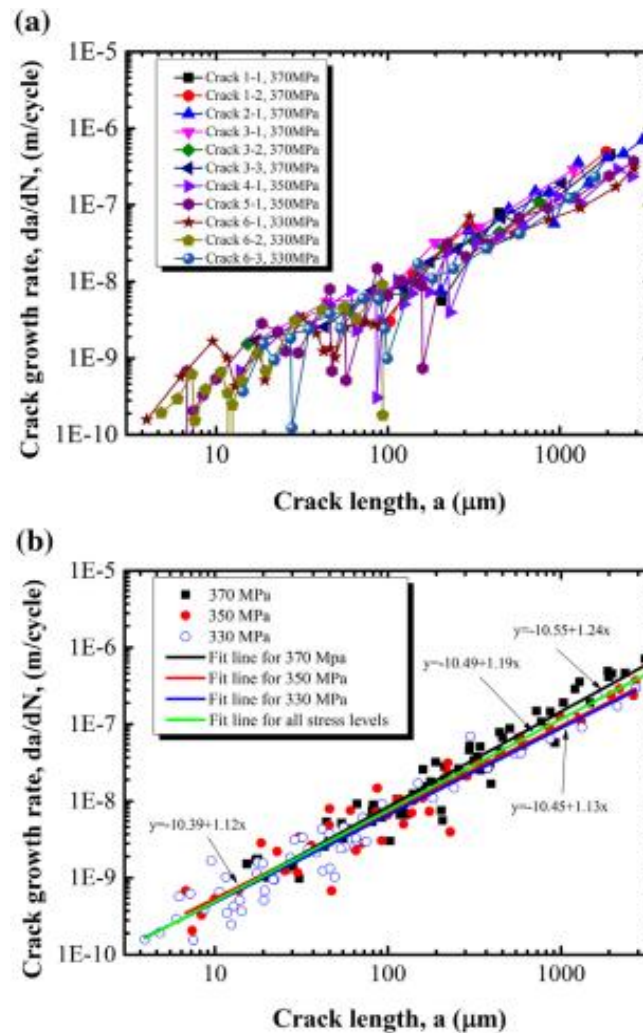 (a)
1E-5
1E-6
1E-7
1E-8
1E-9
1E-10
Crack growth rate, da/dN, (m/cycle)
Crack 1-1, 370MPa
Crack 1-2, 370MPa
Crack 2-1, 370MPa
Crack 3-1, 370MPa
Crack 3-2, 370MPa
Crack 3-3, 370MPa
Crack 4-1, 350MPa
Crack 5-1, 350MPa
Crack 6-1, 330MPa
Crack 6-2, 330MPa
Crack 6-3, 330MPa
10
100
1000
Crack length, a (μm)
(b)
1E-5
1E-6
1E-7
1E-8
1E-9
1E-10
Crack growth rate, da/dN, (m/cycle)
370 MPa
350 MPa
330 MPa
Fit line for 370 Mpa
Fit line for 350 MPa
Fit line for 330 MPa
Fit line for all stress levels
y=-10.55+1.24x
y=-10.49+1.19x
y=-10.45+1.13x
y=-10.39+1.12x
10
100
1000
Crack length, a (μm)